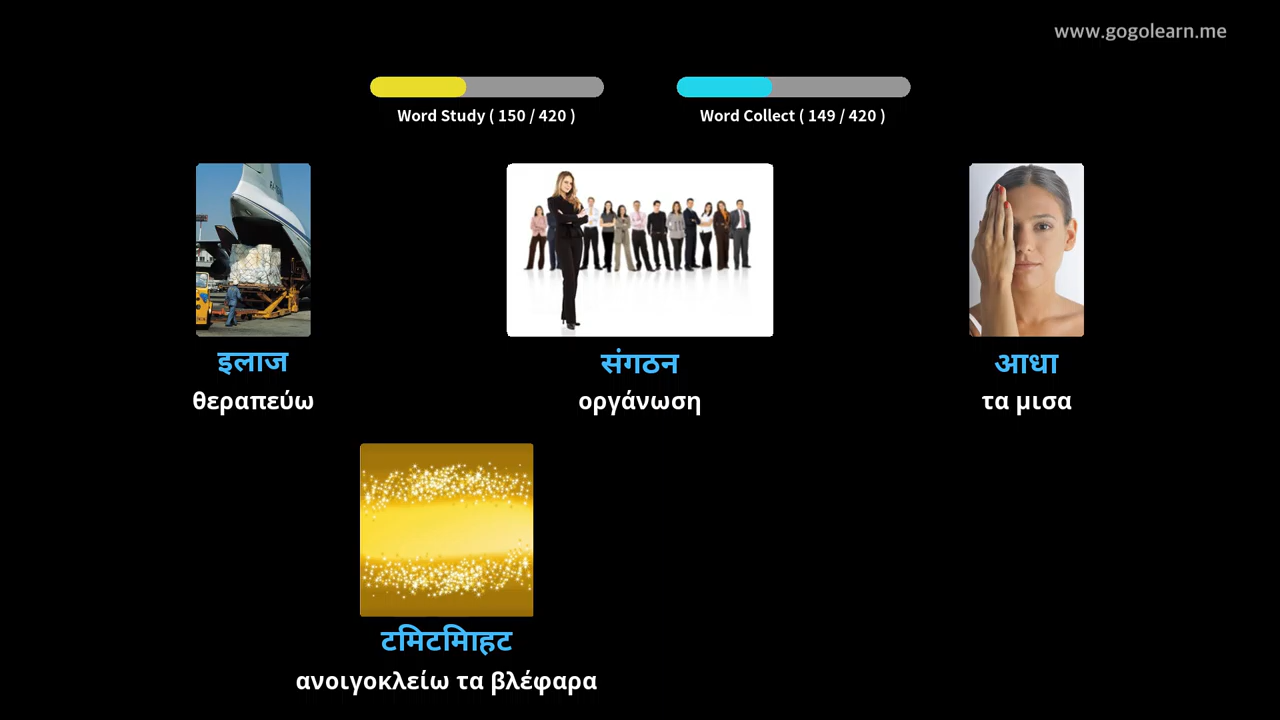 www.gogolearn.me
Word Study ( 150 / 420 )
Word Collect ( 149 / 420 )
इलाज
संगठन
आधा
θεραπεύω
οργάνωση
τα μισα
टिमटिमाहट
ανοιγοκλείω τα βλέφαρα